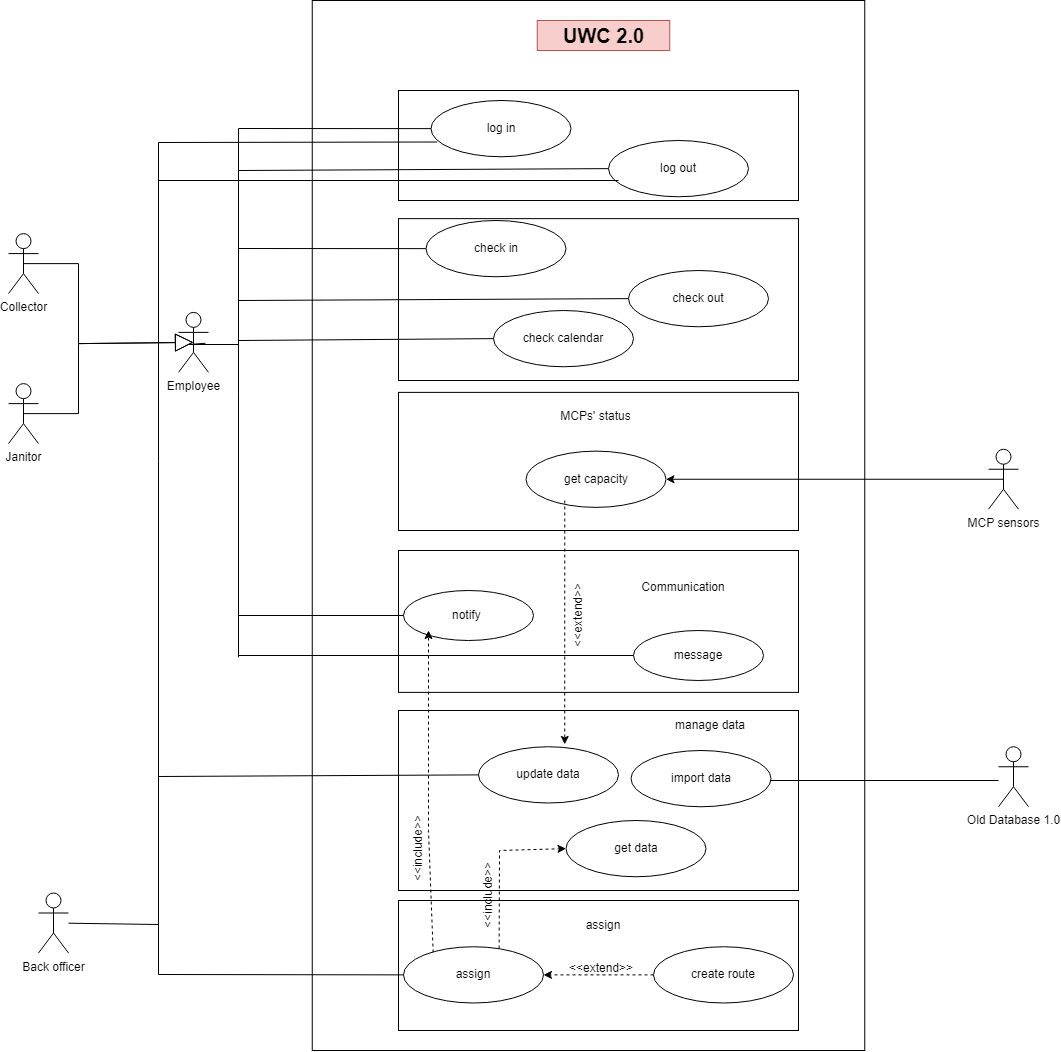 UWC 2.0
log in
log out
check in
check out
check calendar
Collector
Employee
Janitor
MCPs' status
get capacity
MCP sensors
Communication
<<extend>>
notify
message
manage data
update data
import data
Old Database 1.0
<<include>>
get data
<<include>>
assign
Back officer
assign
<<extend>>
create route